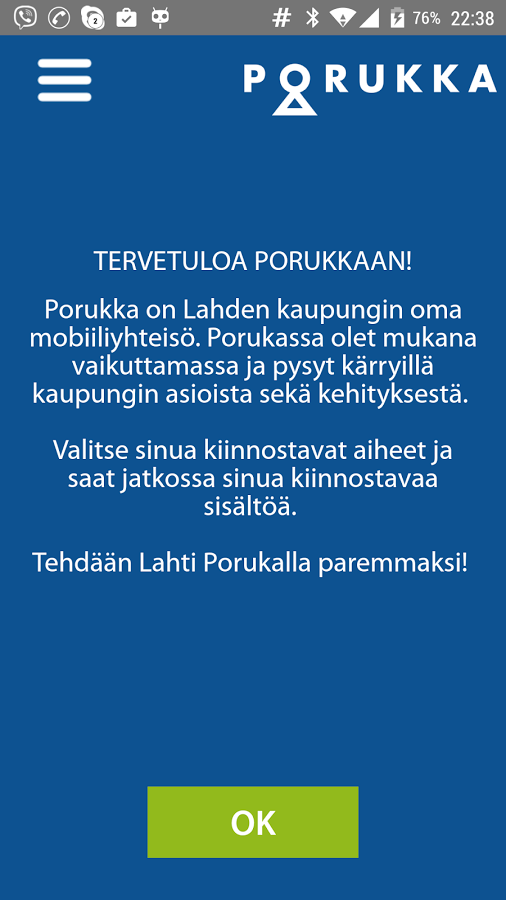 2
76% 22:38
PORUKKA
TERVETULOA PORUKKAAN!
Porukka on Lahden kaupungin oma
mobiiliyhteisö. Porukassa olet mukana
vaikuttamassa ja pysyt kärryillä
kaupungin asioista sekä kehityksestä.
Valitse sinua kiinnostavat aiheet ja
saat jatkossa sinua kiinnostavaa
sisältöä.
Tehdään Lahti Porukalla paremmaksi!
OK